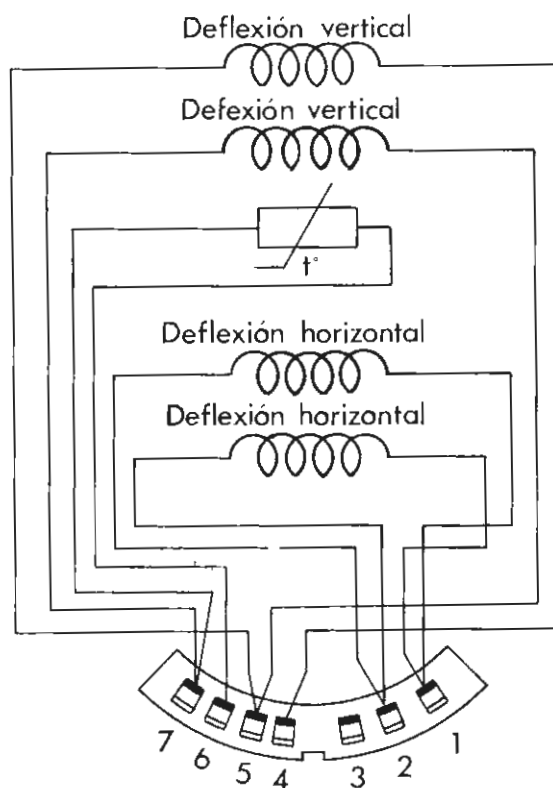 Deflexión vertical
Defexión vertical
t°
Deflexión horizontal
Deflexión horizontal
7 6 5 4 3 2 1